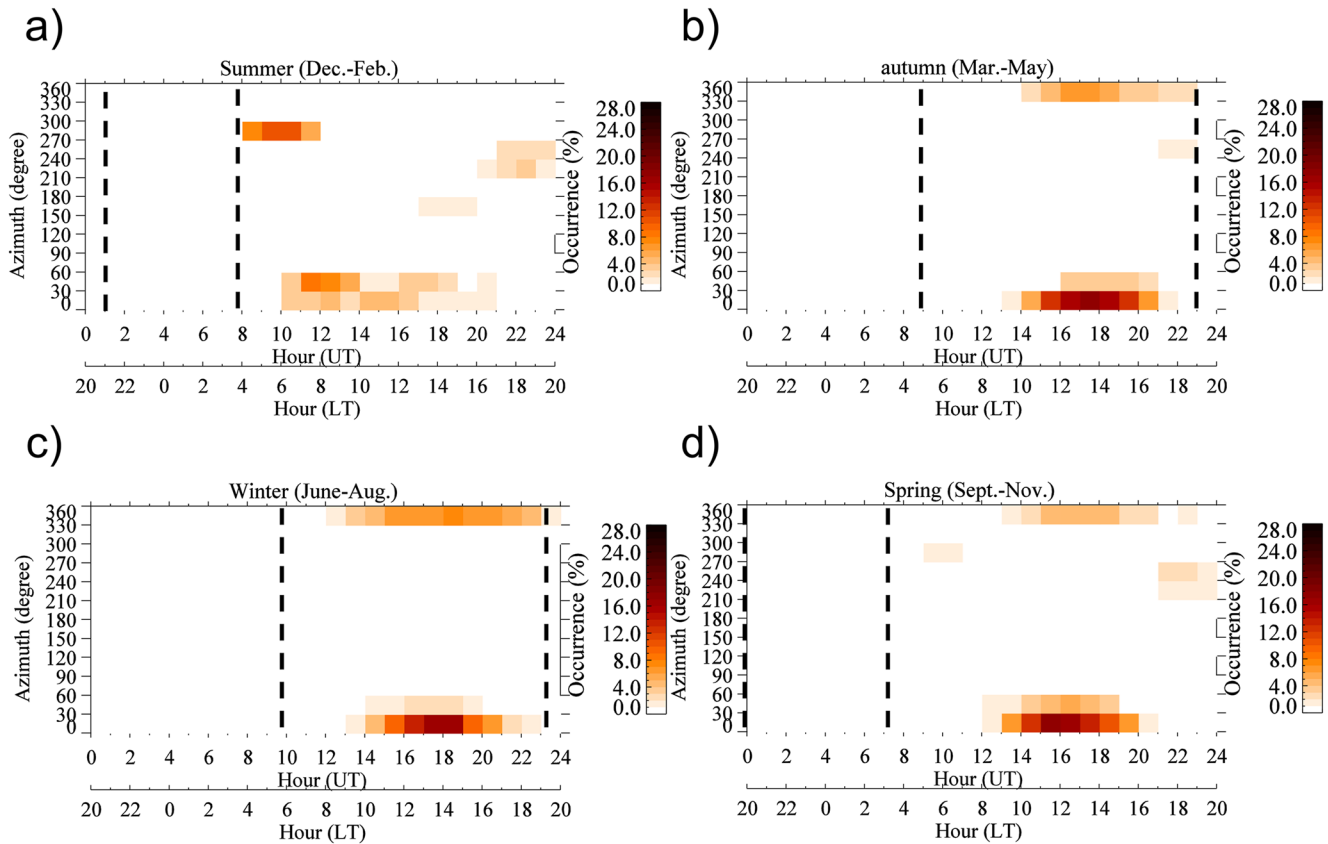 a)
Summer (Dec.-Feb.)
Azimuth (degree)
360
330
300
270
240
210
180
150
120
90
60
30
0
0 2 4 6 8 10 12 14 16 18 20 22 24
Hour (UT)
20 22 0 2 4 6 8 10 12 14 16 18 20
Hour (LT)
28.0
24.0
20.0
16.0
12.0
8.0
4.0
0.0
Occurrence (%)
b)
autumn (Mar.-May)
Azimuth (degree)
360
330
300
270
240
210
180
150
120
90
60
30
0
0 2 4 6 8 10 12 14 16 18 20 22 24
Hour (UT)
20 22 0 2 4 6 8 10 12 14 16 18 20
Hour (LT)
28.0
24.0
20.0
16.0
12.0
8.0
4.0
0.0
Occurrence (%)
c)
Winter (June-Aug.)
Azimuth (degree)
360
330
300
270
240
210
180
150
120
90
60
30
0
0 2 4 6 8 10 12 14 16 18 20 22 24
Hour (UT)
20 22 0 2 4 6 8 10 12 14 16 18 20
Hour (LT)
28.0
24.0
20.0
16.0
12.0
8.0
4.0
0.0
Occurrence (%)
d)
Spring (Sept.-Nov.)
Azimuth (degree)
360
330
300
270
240
210
180
150
120
90
60
30
0
0 2 4 6 8 10 12 14 16 18 20 22 24
Hour (UT)
20 22 0 2 4 6 8 10 12 14 16 18 20
Hour (LT)
28.0
24.0
20.0
16.0
12.0
8.0
4.0
0.0
Occurrence (%)